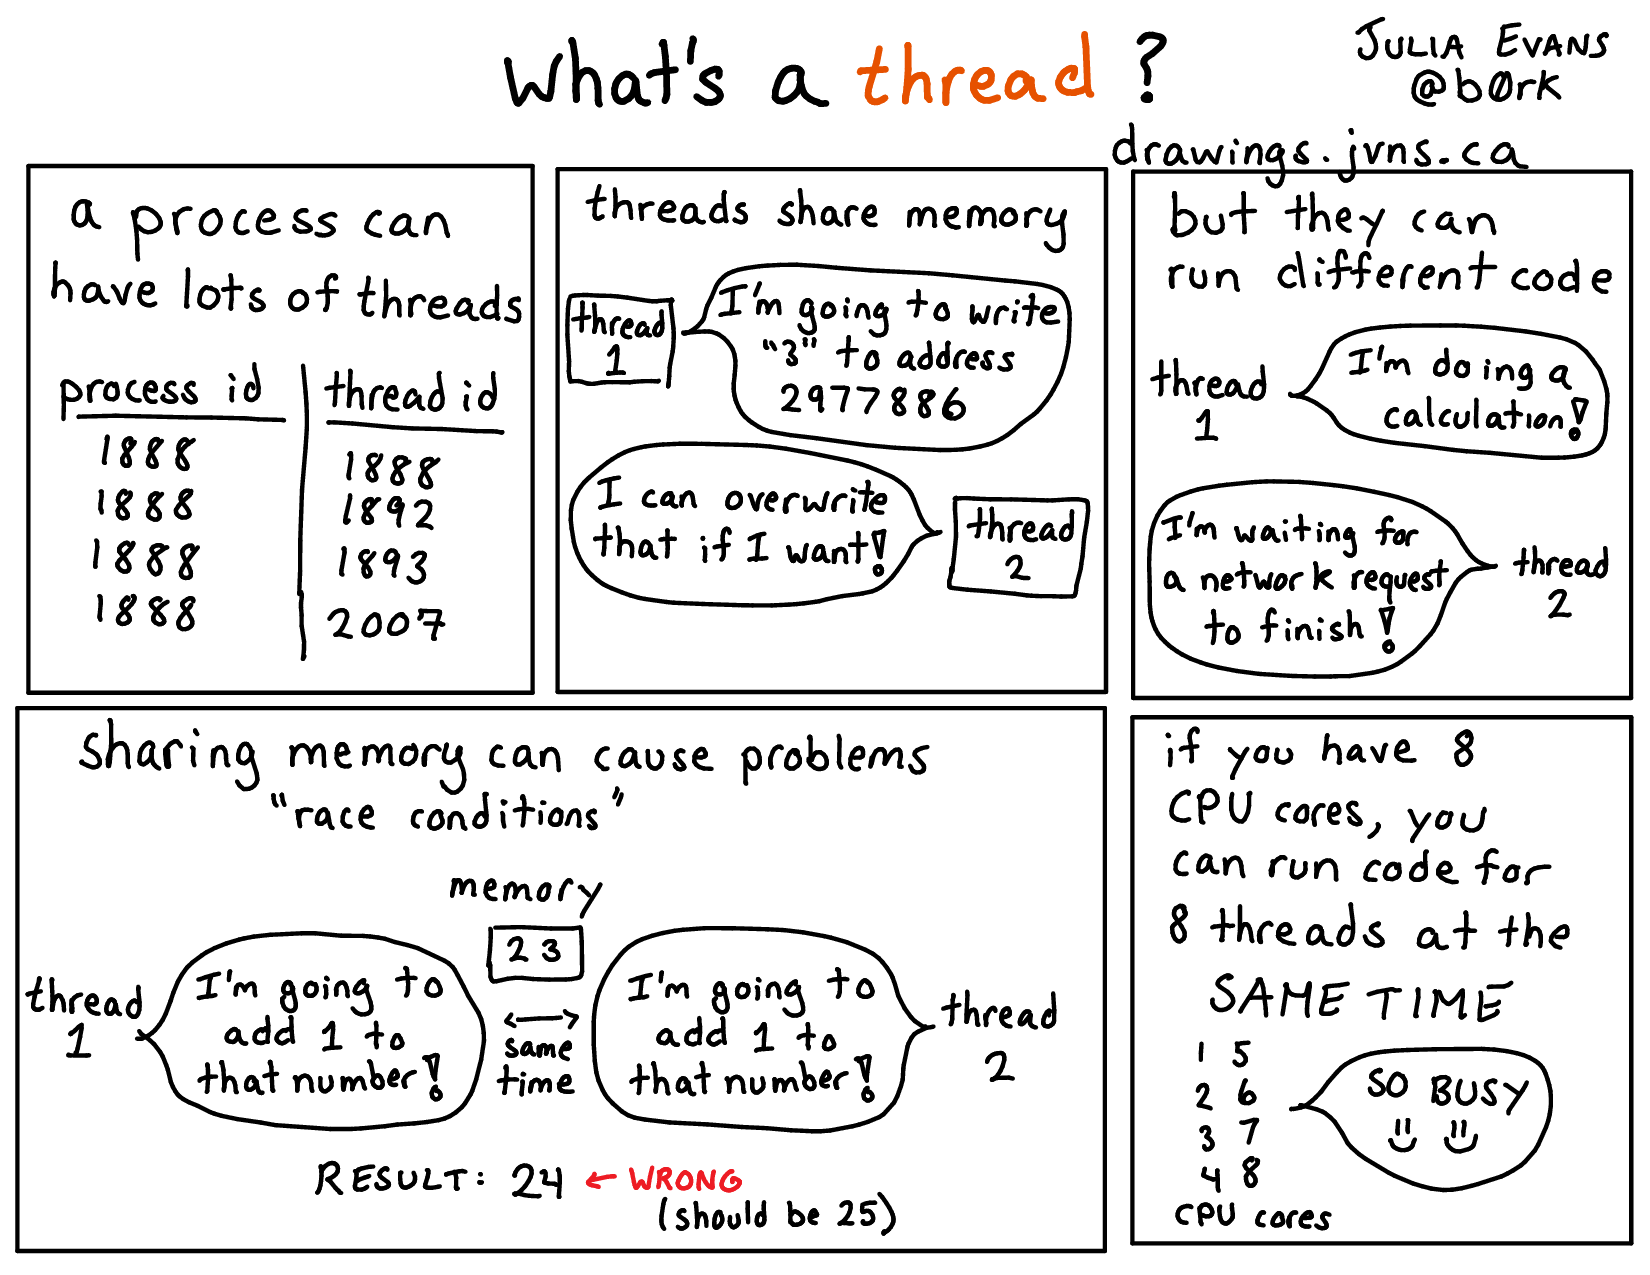 What's a thread?
JULIA EVANS
@b0rk
drawings.jvns.ca
a process can
have lots of threads
process id | thread id
1888 | 1888
1888 | 1892
1888 | 1893
1888 | 2007
threads share memory
thread
1
I'm going to write
"3" to address
2977886
I can overwrite
that if I want!
thread
2
but they can
run different code
thread
1
I'm doing a
calculation!
I'm waiting for
a network request
to finish!
thread
2
sharing memory can cause problems
"race conditions"
memory
23
thread
1
I'm going to
add 1 to
that number!
same
time
I'm going to
add 1 to
that number!
thread
2
RESULT: 24 ← WRONG
(should be 25)
if you have 8
CPU cores, you
can run code for
8 threads at the
SAME TIME
1 5
2 6
3 7
4 8
CPU cores
SO BUSY